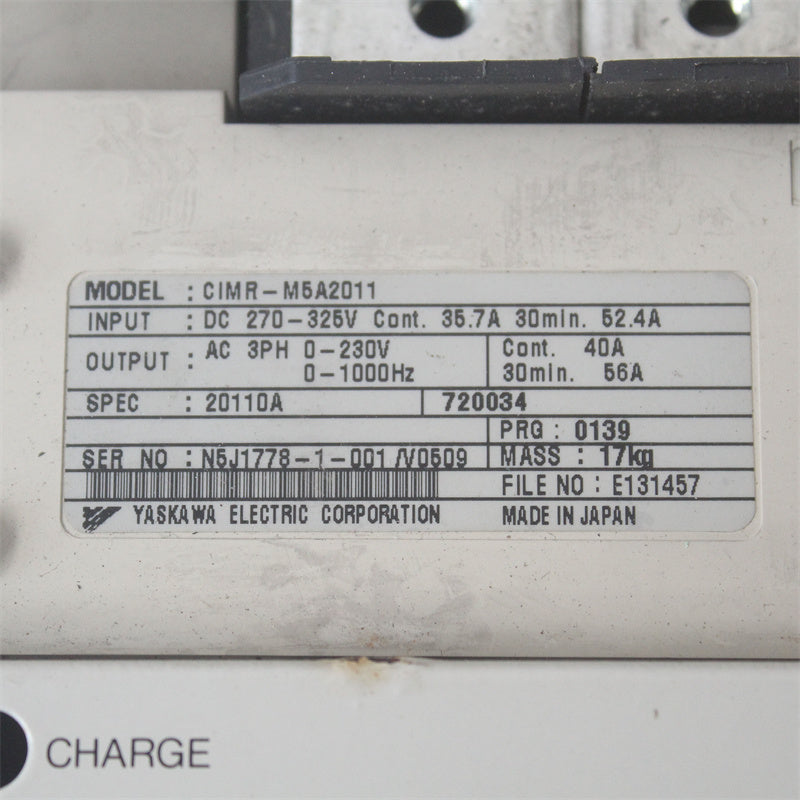 MODEL : CIMR-M5A2011
INPUT : DC 270-325V Cont. 35.7A 30min. 52.4A
OUTPUT : AC 3PH 0-230V Cont. 40A
0-1000Hz 30min. 56A
SPEC : 20110A 720034
PRG : 0139
SER NO : N5J1778-1-001/V0509 MASS : 17kg
FILE NO : E131457
YASKAWA ELECTRIC CORPORATION MADE IN JAPAN
CHARGE